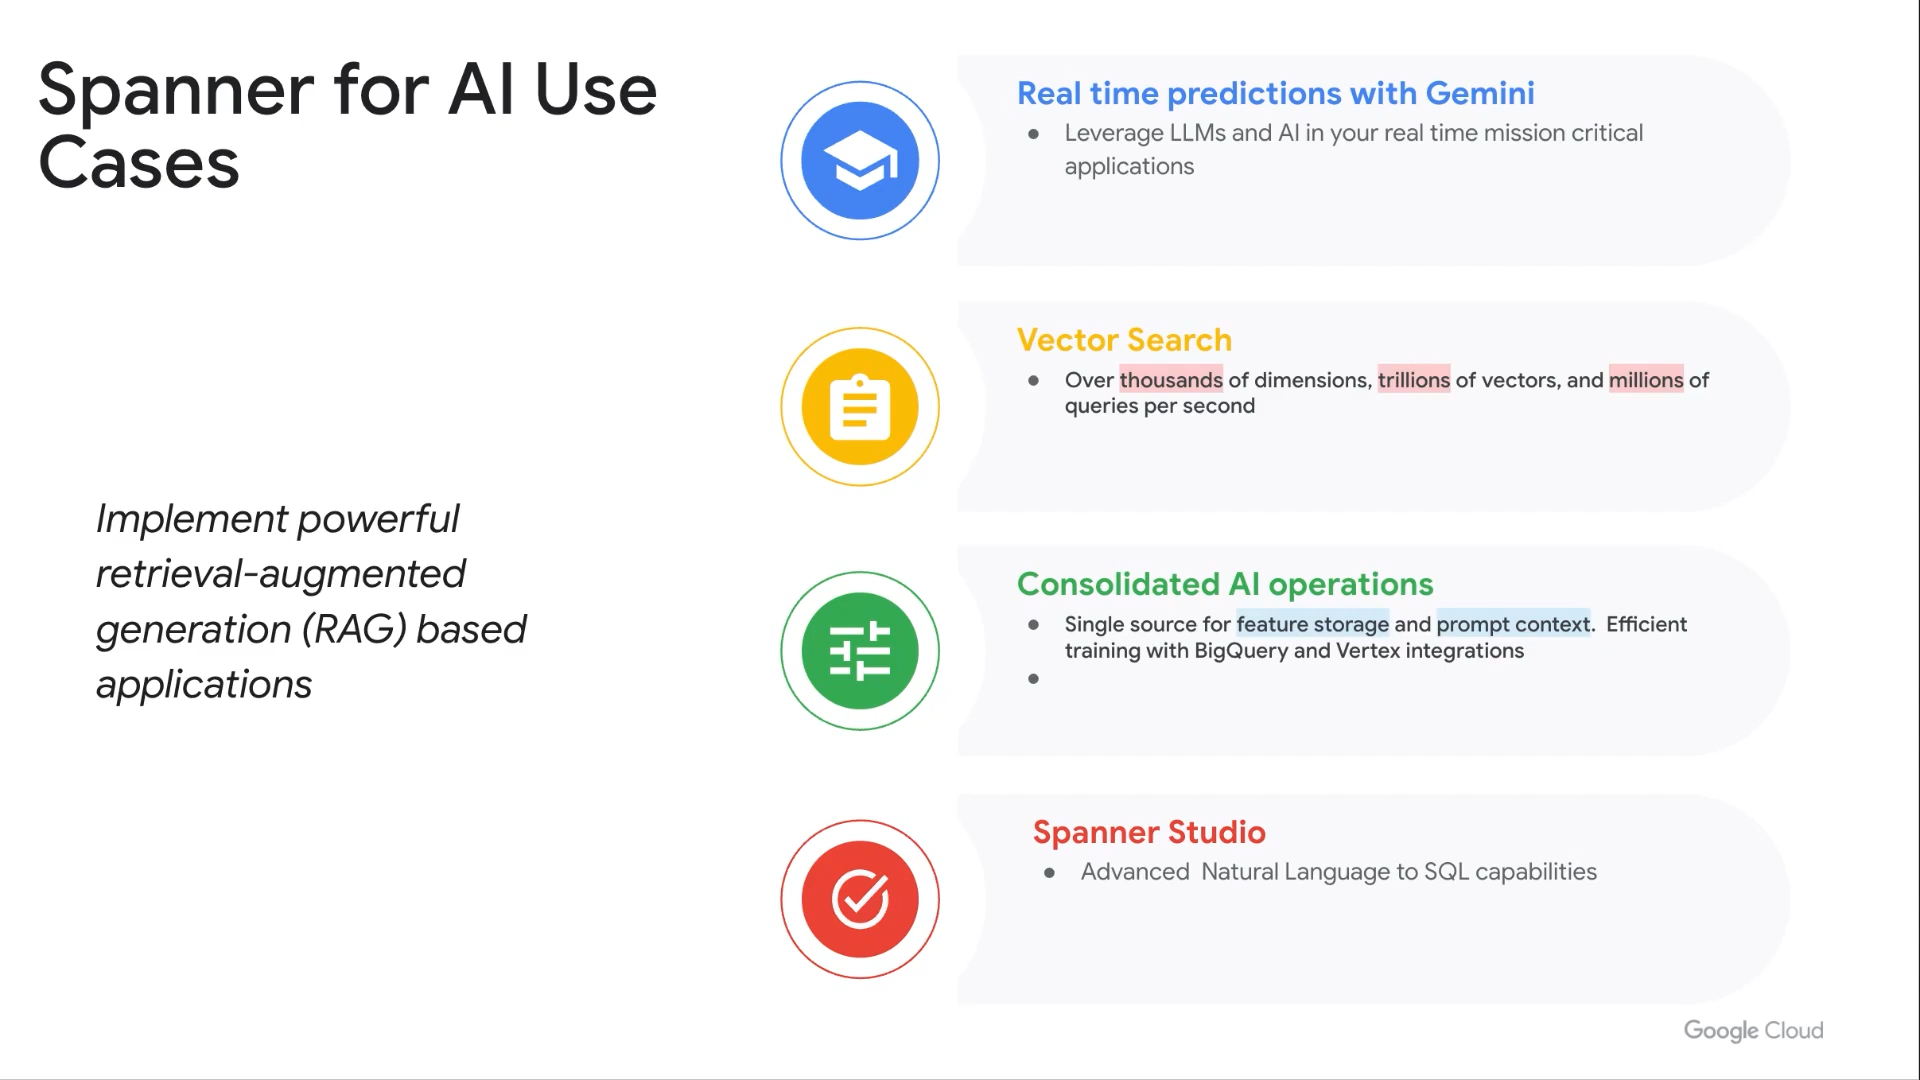 Spanner for AI Use
Cases
Implement powerful
retrieval-augmented
generation (RAG) based
applications
Real time predictions with Gemini
● Leverage LLMs and AI in your real time mission critical
applications
Vector Search
● Over thousands of dimensions, trillions of vectors, and millions of
queries per second
Consolidated AI operations
● Single source for feature storage and prompt context.  Efficient
training with BigQuery and Vertex integrations
●
Spanner Studio
● Advanced  Natural Language to SQL capabilities
Google Cloud